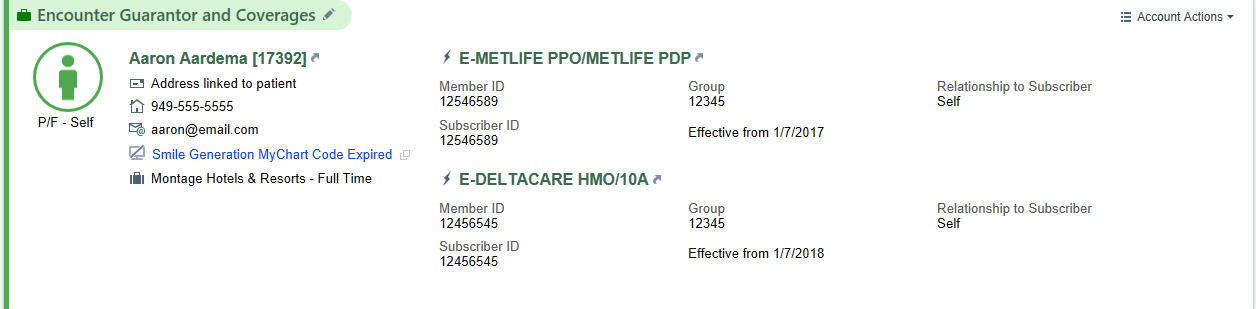 Encounter Guarantor and Coverages
Account Actions
P/F - Self
Aaron Aardema [17392]
Address linked to patient
949-555-5555
aaron@email.com
Smile Generation MyChart Code Expired
Montage Hotels & Resorts - Full Time
E-METLIFE PPO/METLIFE PDP
Member ID Group Relationship to Subscriber
12546589 12345 Self
Subscriber ID
12546589
Effective from 1/7/2017
E-DELTACARE HMO/10A
Member ID Group Relationship to Subscriber
12456545 12345 Self
Subscriber ID
12456545
Effective from 1/7/2018